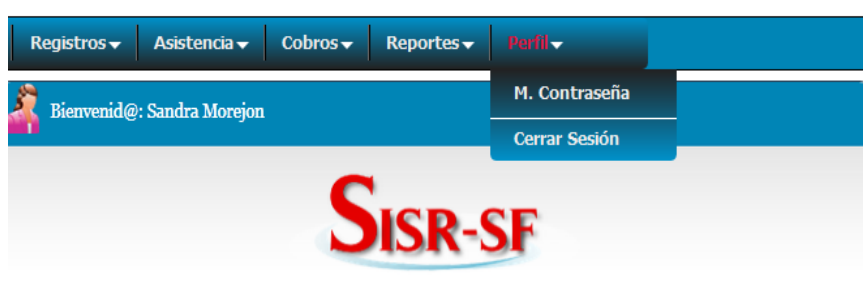 Registros Asistencia Cobros Reportes Perfil
M. Contraseña
Bienvenid@: Sandra Morejon
Cerrar Sesión
SISR-SF